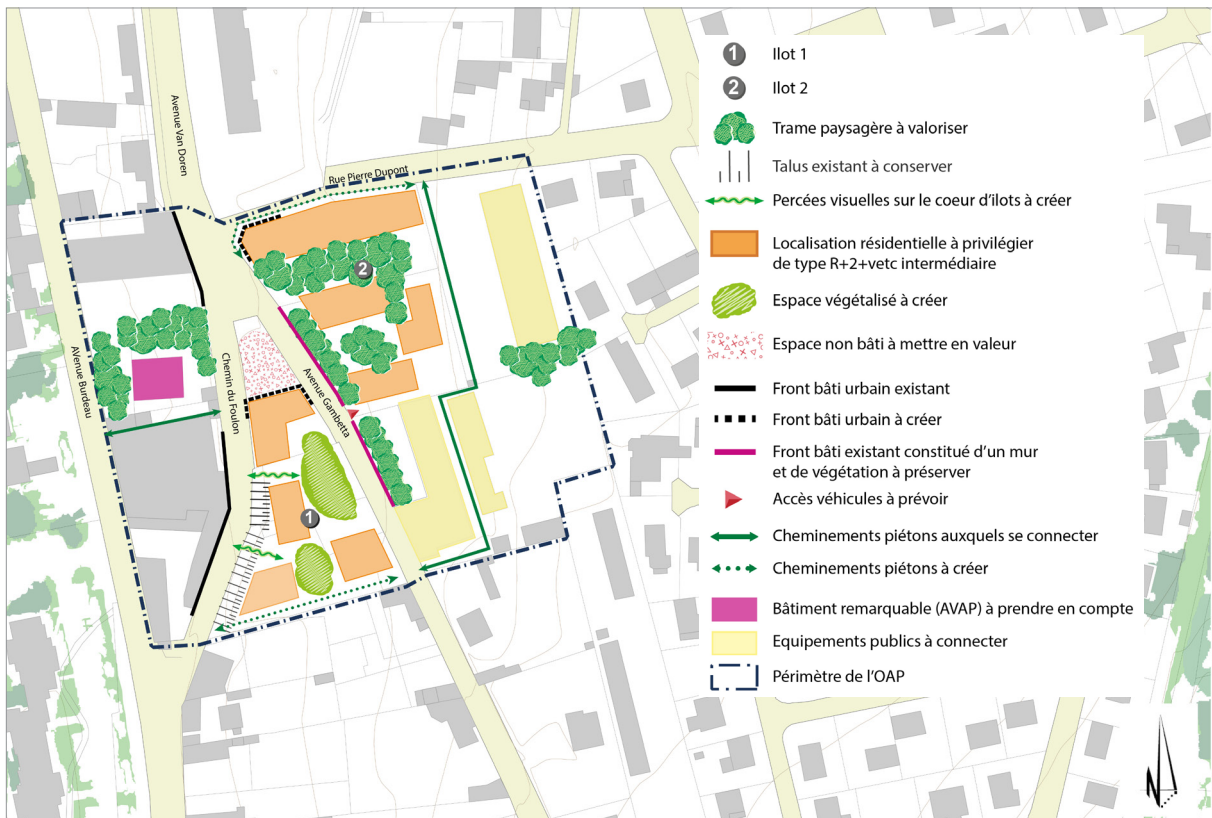 Avenue Van Doren
Rue Pierre Dupont
Avenue Burdeau
Chemin du Foulon
Avenue Gambetta
2
1
1 Ilot 1
2 Ilot 2
Trame paysagère à valoriser
Talus existant à conserver
Percées visuelles sur le coeur d'ilots à créer
Localisation résidentielle à privilégier
de type R+2+vetc intermédiaire
Espace végétalisé à créer
Espace non bâti à mettre en valeur
Front bâti urbain existant
Front bâti urbain à créer
Front bâti existant constitué d'un mur
et de végétation à préserver
Accès véhicules à prévoir
Cheminements piétons auxquels se connecter
Cheminements piétons à créer
Bâtiment remarquable (AVAP) à prendre en compte
Equipements publics à connecter
Périmètre de l'OAP
N